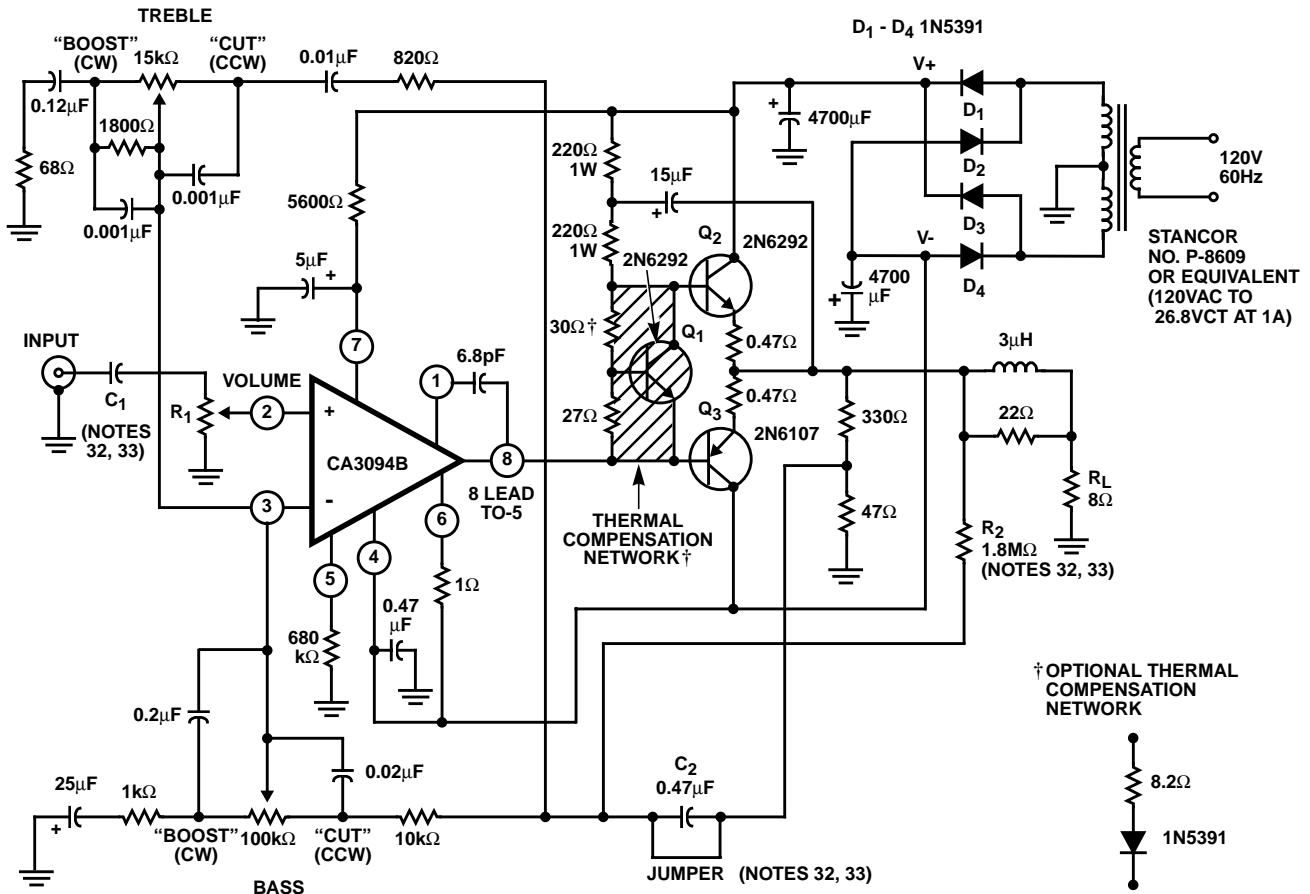 TREBLE
“BOOST”
(CW)
15kΩ
“CUT”
(CCW)
0.01μF
820Ω
0.12μF
1800Ω
68Ω
0.001μF
0.001μF
5600Ω
5μF
+
220Ω
1W
15μF
+
220Ω
1W
+
4700μF
D1 - D4 1N5391
V+
D1
D2
D3
V-
D4
+
4700
μF
120V
60Hz
STANCOR
NO. P-8609
OR EQUIVALENT
(120VAC TO
26.8VCT AT 1A)
Q2
2N6292
2N6292
30Ω†
Q1
0.47Ω
0.47Ω
27Ω
Q3
2N6107
3μH
22Ω
330Ω
47Ω
RL
8Ω
R2
1.8MΩ
(NOTES 32, 33)
INPUT
C1
(NOTES
32, 33)
VOLUME
R1
2
+
7
1
6.8pF
CA3094B
8
8 LEAD
TO-5
3
-
6
4
5
1Ω
THERMAL
COMPENSATION
NETWORK†
680
kΩ
0.47
μF
0.2μF
0.02μF
25μF
+
1kΩ
“BOOST”
(CW)
100kΩ
“CUT”
(CCW)
10kΩ
BASS
C2
0.47μF
JUMPER (NOTES 32, 33)
†OPTIONAL THERMAL
COMPENSATION
NETWORK
8.2Ω
1N5391